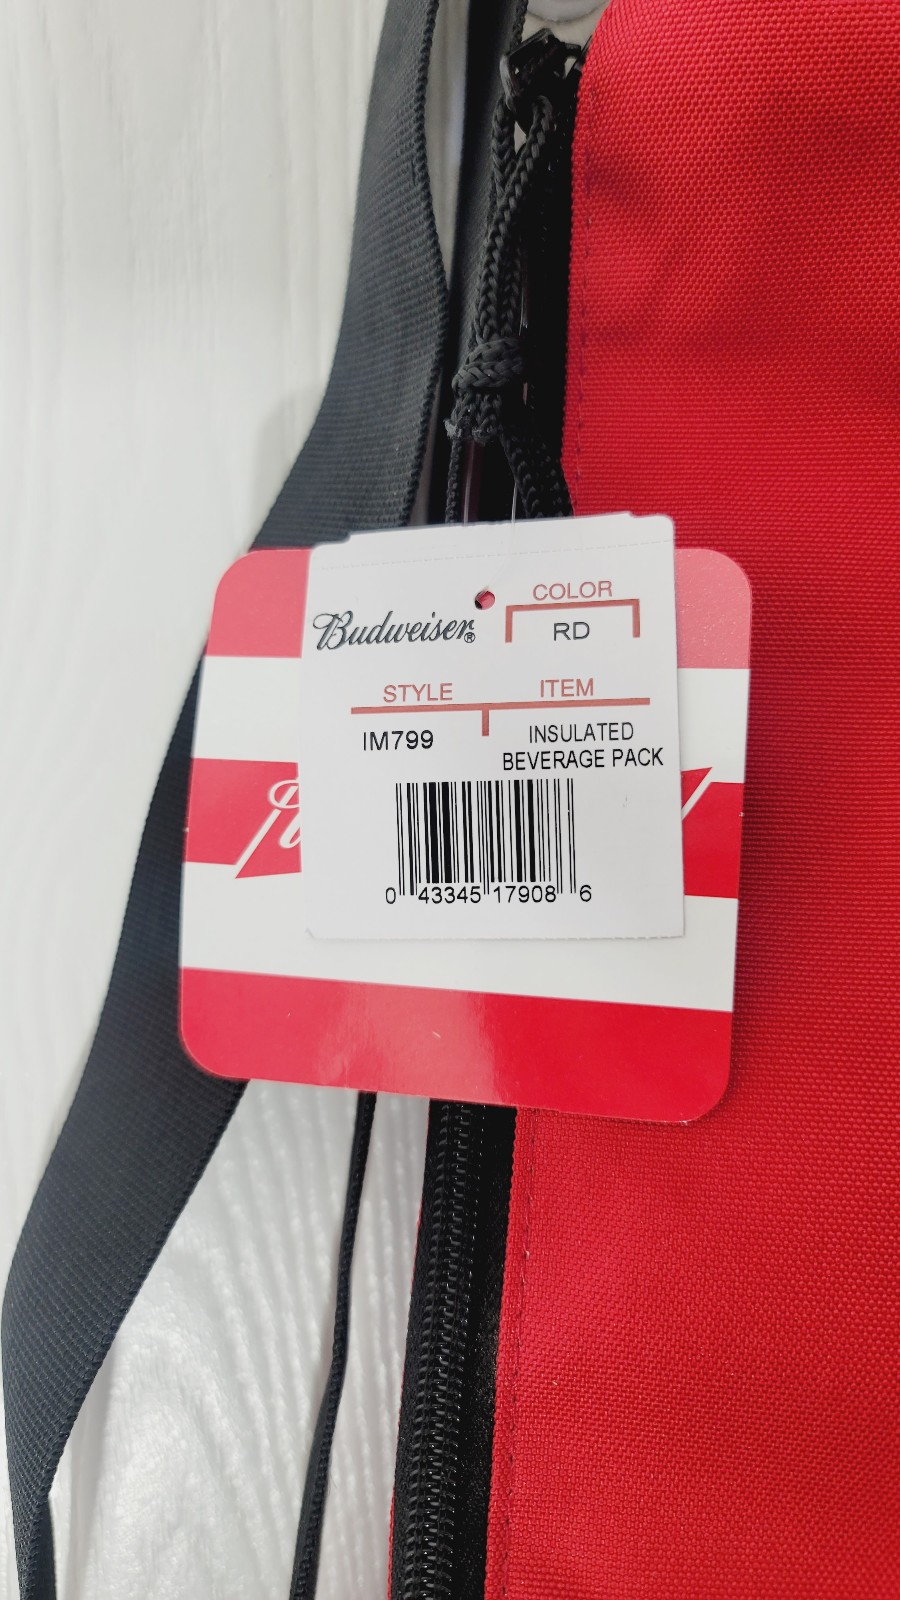 Budweiser®
COLOR
RD
STYLE
ITEM
IM799
INSULATED
BEVERAGE PACK
0 43345 17908 6